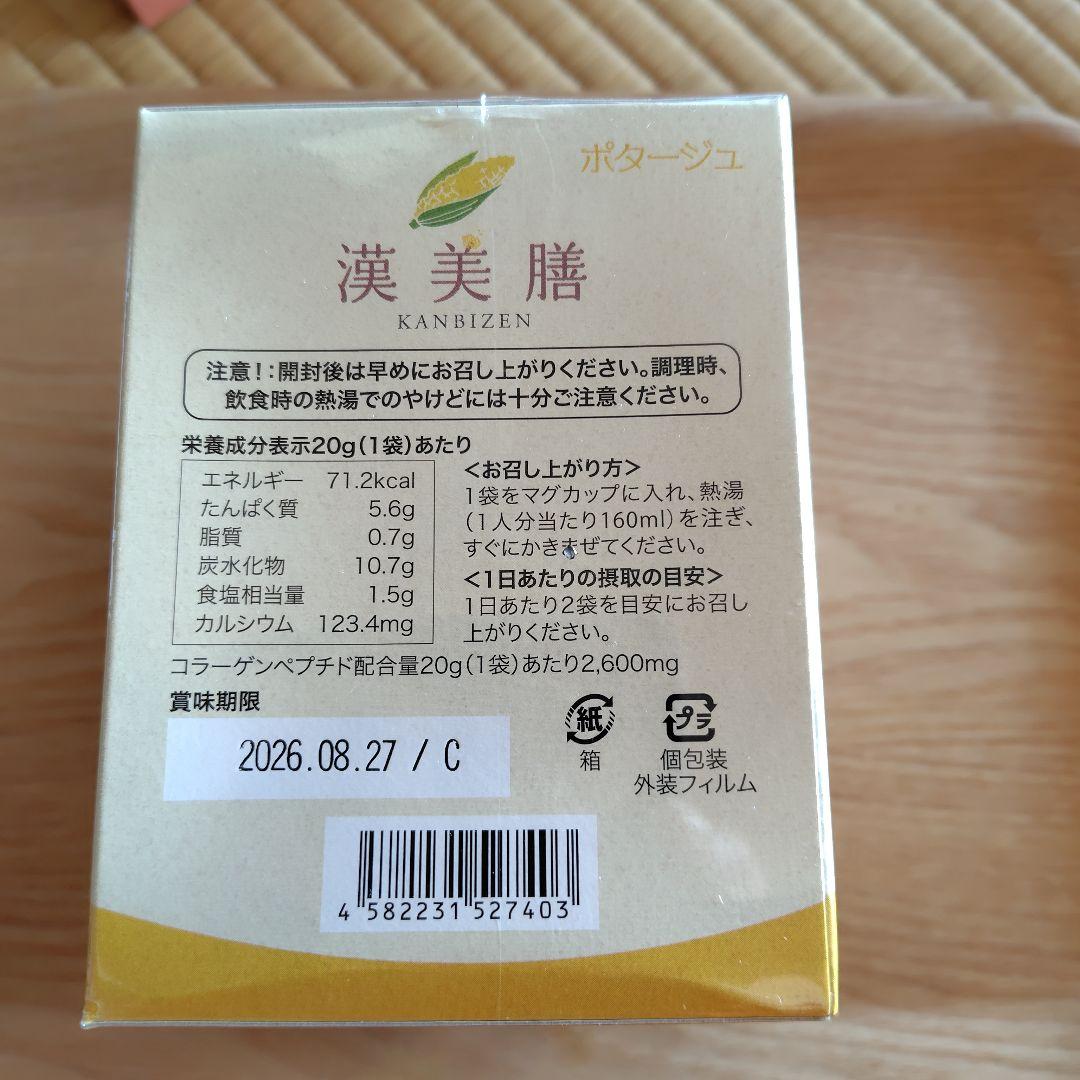 ポタージュ
漢美膳
KANBIZEN
注意!:開封後は早めにお召し上がりください。調理時、
飲食時の熱湯でのやけどには十分ご注意ください。
栄養成分表示20g(1袋)あたり
エネルギー 71.2kcal
たんぱく質 5.6g
脂質 0.7g
炭水化物 10.7g
食塩相当量 1.5g
カルシウム 123.4mg
<お召し上がり方>
1袋をマグカップに入れ、熱湯
(1人分当たり160ml)を注ぎ、
すぐにかきまぜてください。
<1日あたりの摂取の目安>
1日あたり2袋を目安にお召し
上がりください。
コラーゲンペプチド配合量20g(1袋)あたり2,600mg
賞味期限
2026.08.27 / C
紙
箱
プラ
個包装
外装フィルム
4 582231 527403